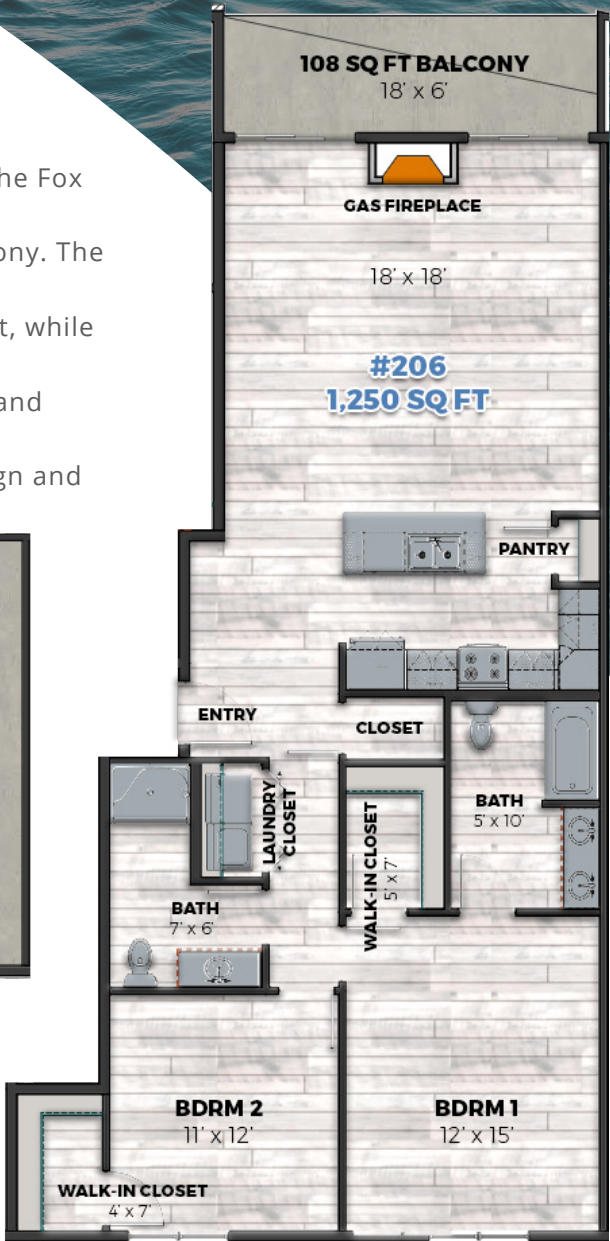 he Fox
ony. The
t, while
and
gn and
108 SQ FT BALCONY
18' x 6'
GAS FIREPLACE
18' x 18'
#206
1,250 SQ FT
PANTRY
ENTRY
CLOSET
LAUNDRY
CLOSET
BATH
5' x 10'
WALK-IN CLOSET
5' x 7'
BATH
7' x 6'
BDRM 2
11' x 12'
BDRM 1
12' x 15'
WALK-IN CLOSET
4' x 7'